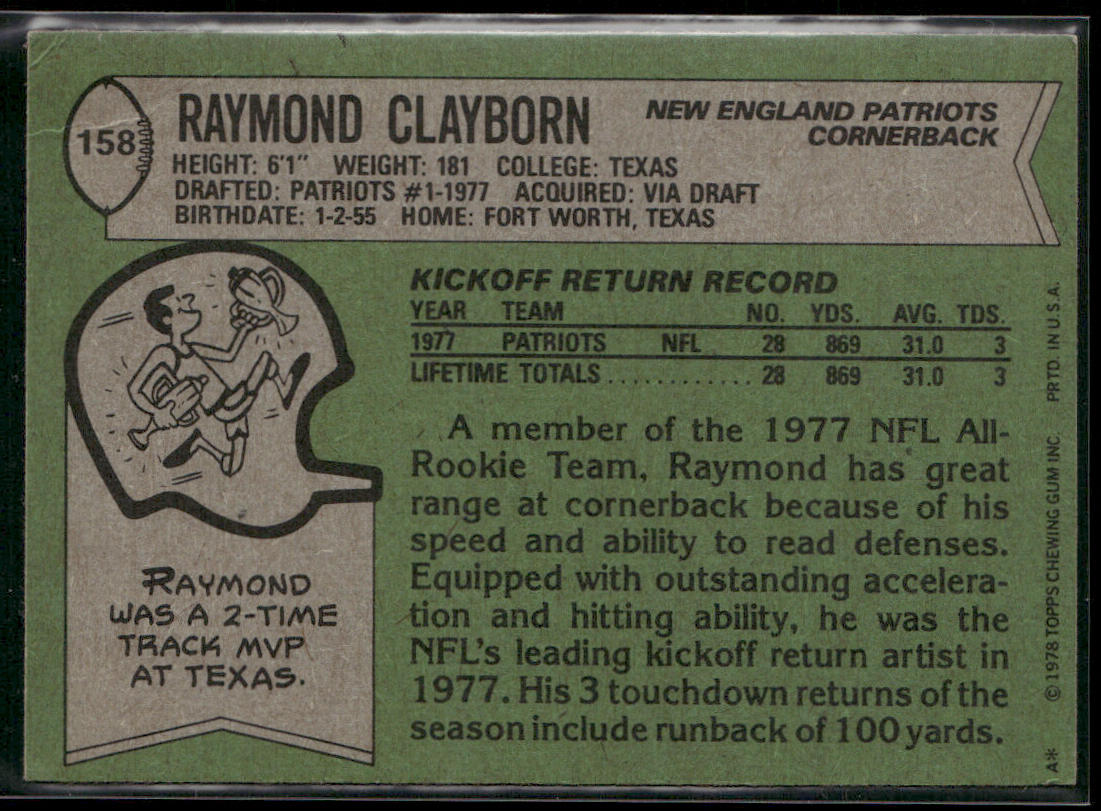 158
RAYMOND CLAYBORN
NEW ENGLAND PATRIOTS
CORNERBACK
HEIGHT: 6'1" WEIGHT: 181 COLLEGE: TEXAS
DRAFTED: PATRIOTS #1-1977 ACQUIRED: VIA DRAFT
BIRTHDATE: 1-2-55 HOME: FORT WORTH, TEXAS
KICKOFF RETURN RECORD
YEAR TEAM NO. YDS. AVG. TDS.
1977 PATRIOTS NFL 28 869 31.0 3
LIFETIME TOTALS............ 28 869 31.0 3
A member of the 1977 NFL All-
Rookie Team, Raymond has great
range at cornerback because of his
speed and ability to read defenses.
Equipped with outstanding accelera-
tion and hitting ability, he was the
NFL's leading kickoff return artist in
1977. His 3 touchdown returns of the
season include runback of 100 yards.
RAYMOND
WAS A 2-TIME
TRACK MVP
AT TEXAS.
A* © 1978 TOPPS CHEWING GUM INC. PRTD. IN U.S.A.